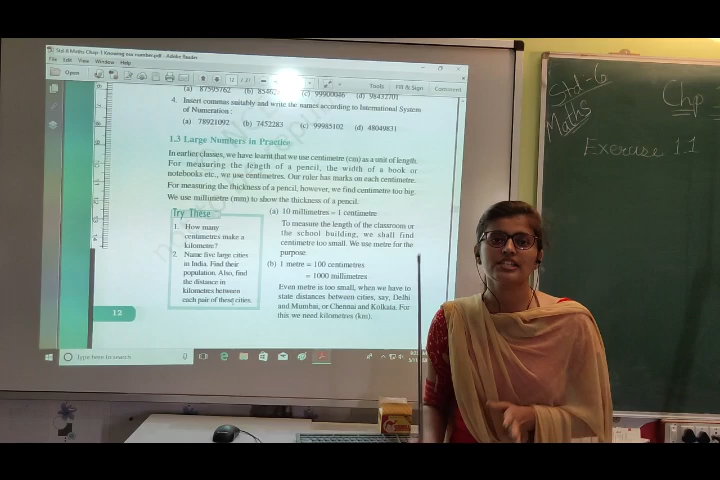 Std 6 Maths Chap 1 Knowing our number.pdf - Adobe Reader
File Edit View Window Help
Open
12
Tools Fill & Sign Comment
(a) 87595762 (b) (c) 99900046 (d) 98432701
4. Insert commas suitably and write the names according to International System
of Numeration :
(a) 78921092 (b) 7452283 (c) 99985102 (d) 48049831
1.3 Large Numbers in Practice
In earlier classes, we have learnt that we use centimetre (cm) as a unit of length.
For measuring the length of a pencil, the width of a book or
notebooks etc., we use centimetres. Our ruler has marks on each centimetre.
For measuring the thickness of a pencil, however, we find centimetre too big.
We use millimetre (mm) to show the thickness of a pencil.
Try These
1. How many
centimetres make a
kilometre?
2. Name five large cities
in India. Find their
population. Also, find
the distance in
kilometres between
each pair of these cities.
(a) 10 millimetres = 1 centimetre
To measure the length of the classroom or
the school building, we shall find
centimetre too small. We use metre for the
purpose.
(b) 1 metre = 100 centimetres
= 1000 millimetres
Even metre is too small, when we have to
state distances between cities, say, Delhi
and Mumbai, or Chennai and Kolkata. For
this we need kilometres (km).
12
Type here to search
Std-6
Maths
Chp
Exercise 1.1